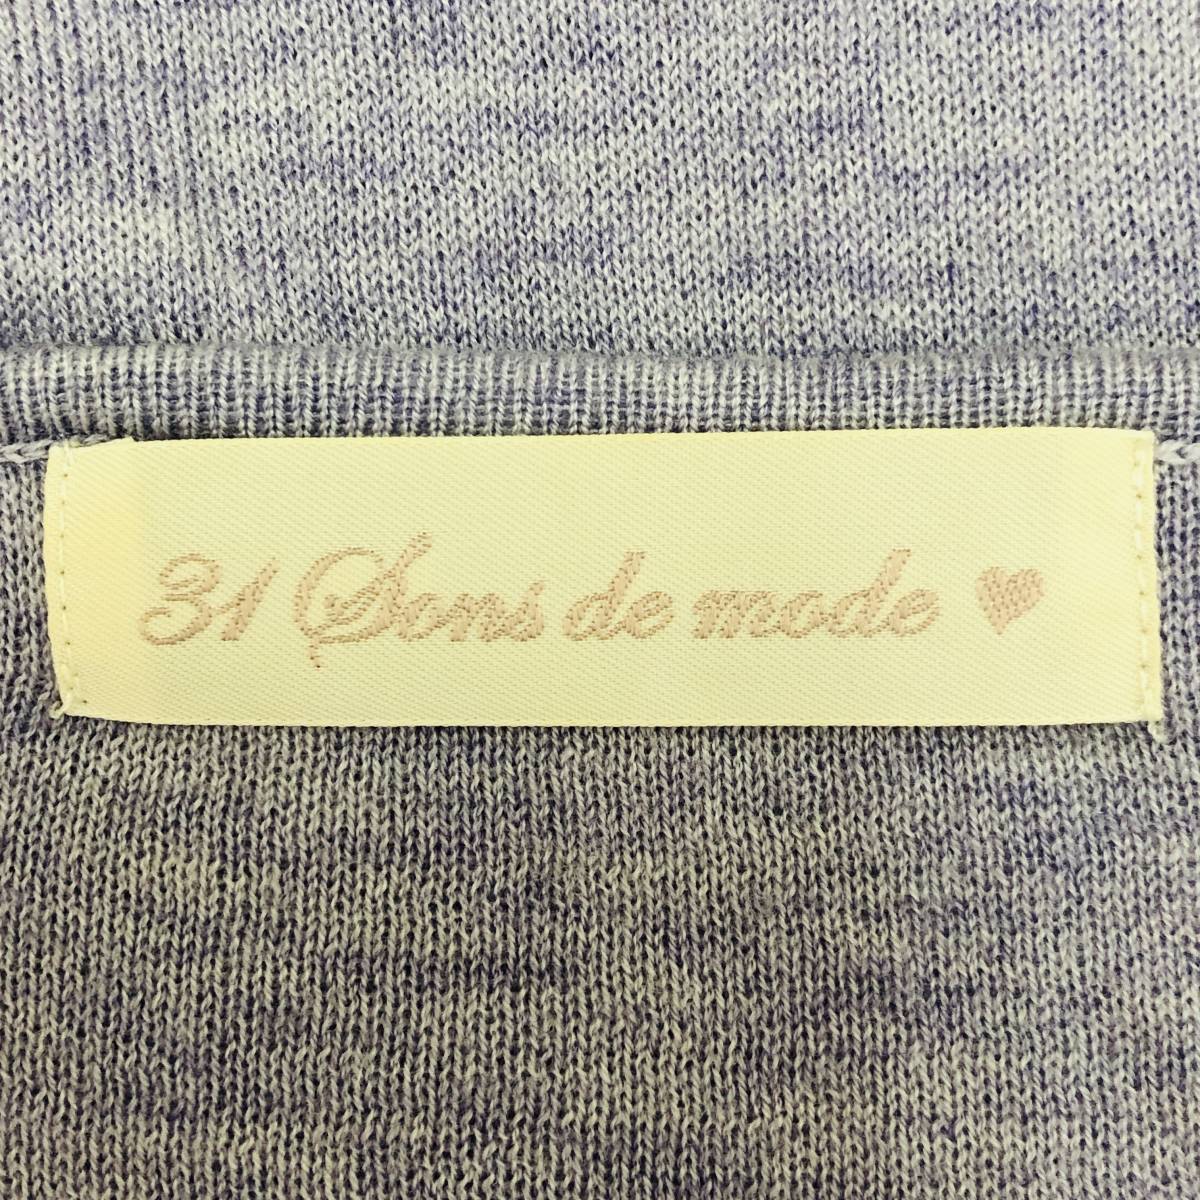 31 Sons de mode ♥